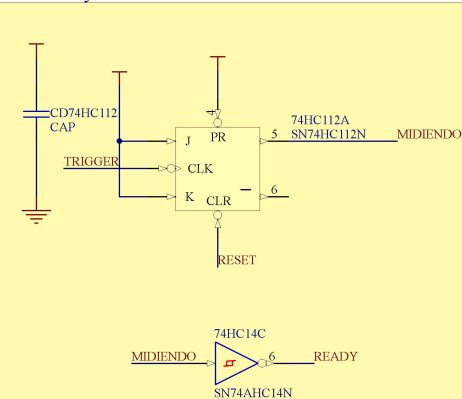 CD74HC112
CAP
4
74HC112A
SN74HC112N
J
PR
5
MIDIENDO
TRIGGER
CLK
K
CLR
6
RESET
74HC14C
MIDIENDO
6
READY
SN74AHC14N